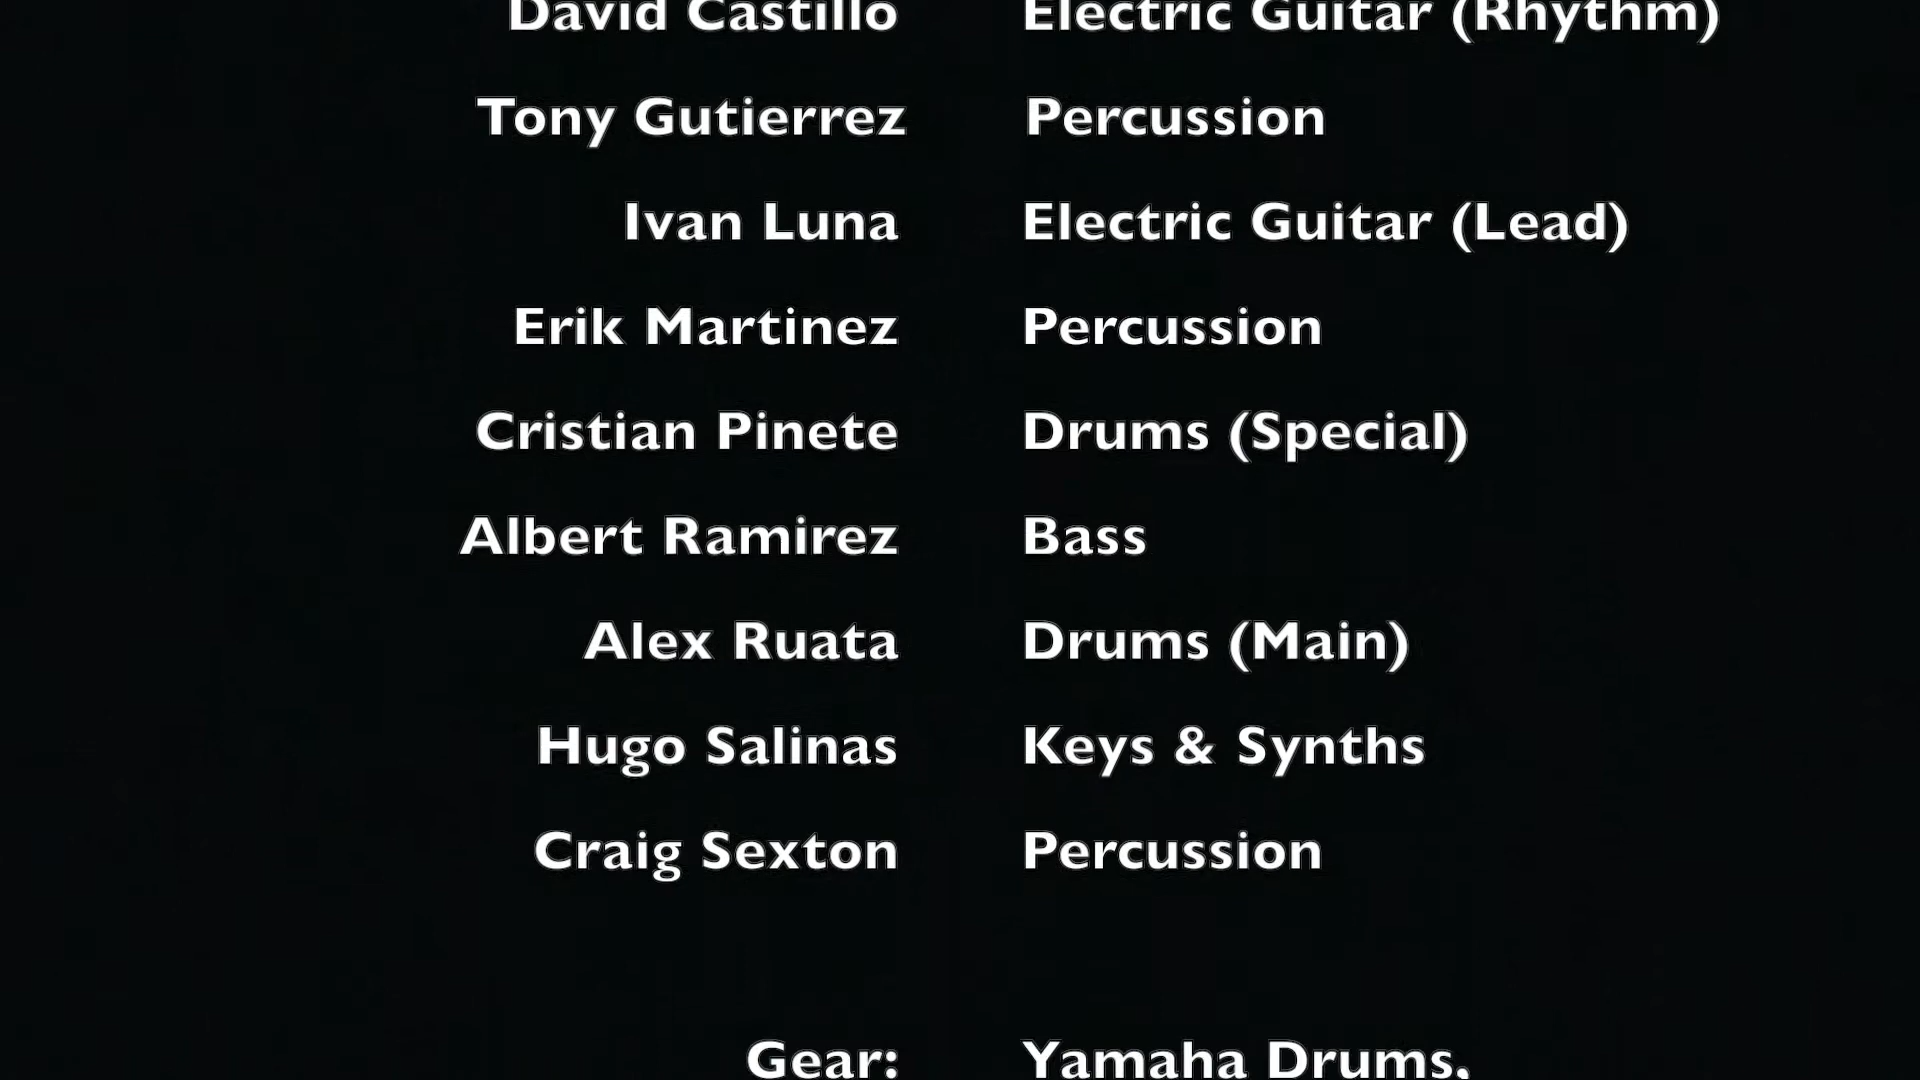 David Castillo Electric Guitar (Rhythm)
Tony Gutierrez Percussion
Ivan Luna Electric Guitar (Lead)
Erik Martinez Percussion
Cristian Pinete Drums (Special)
Albert Ramirez Bass
Alex Ruata Drums (Main)
Hugo Salinas Keys & Synths
Craig Sexton Percussion
Gear: Yamaha Drums,